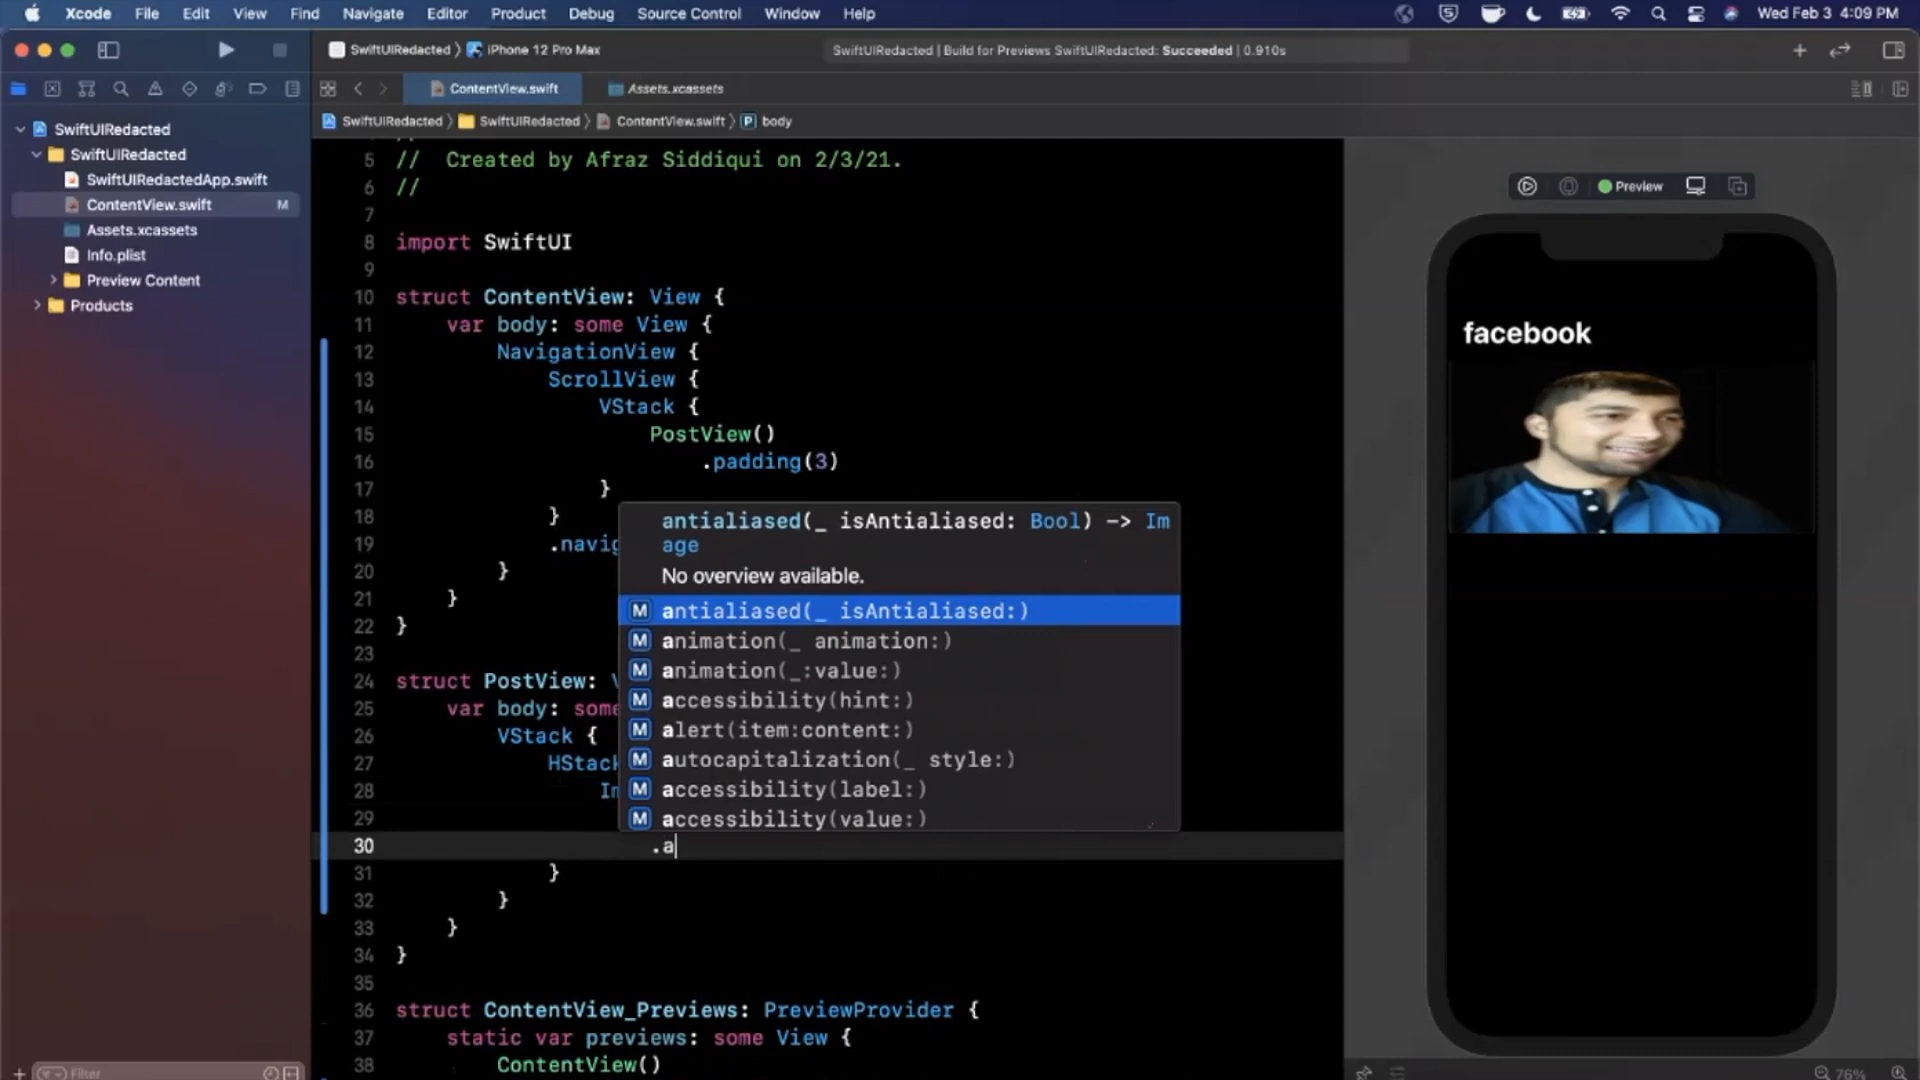 Xcode File Edit View Find Navigate Editor Product Debug Source Control Window Help Wed Feb 3 4:09 PM
SwiftUIRedacted iPhone 12 Pro Max SwiftUIRedacted | Build for Previews SwiftUIRedacted: Succeeded | 0.910s
ContentView.swift Assets.xcassets
SwiftUIRedacted SwiftUIRedacted ContentView.swift P body
SwiftUIRedacted
SwiftUIRedacted
SwiftUIRedactedApp.swift
ContentView.swift M
Assets.xcassets
Info.plist
Preview Content
Products
Filter
5 // Created by Afraz Siddiqui on 2/3/21.
6 //
7
8 import SwiftUI
9
10 struct ContentView: View {
11 var body: some View {
12 NavigationView {
13 ScrollView {
14 VStack {
15 PostView()
16 .padding(3)
17 }
18 }
19 .navig
20 }
21 }
22 }
23
24 struct PostView: V
25 var body: some
26 VStack {
27 HStack
28 Im
29
30 .a
31 }
32 }
33 }
34 }
35
36 struct ContentView_Previews: PreviewProvider {
37 static var previews: some View {
38 ContentView()
antialiased(_ isAntialiased: Bool) -> Im
age
No overview available.
M antialiased(_ isAntialiased:)
M animation(_ animation:)
M animation(_:value:)
M accessibility(hint:)
M alert(item:content:)
M autocapitalization(_ style:)
M accessibility(label:)
M accessibility(value:)
Preview
facebook
76%